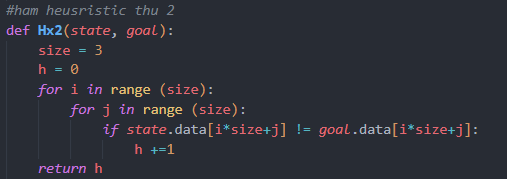 #ham heusristic thu 2
def Hx2(state, goal):
    size = 3
    h = 0
    for i in range (size):
        for j in range (size):
            if state.data[i*size+j] != goal.data[i*size+j]:
                h +=1
    return h